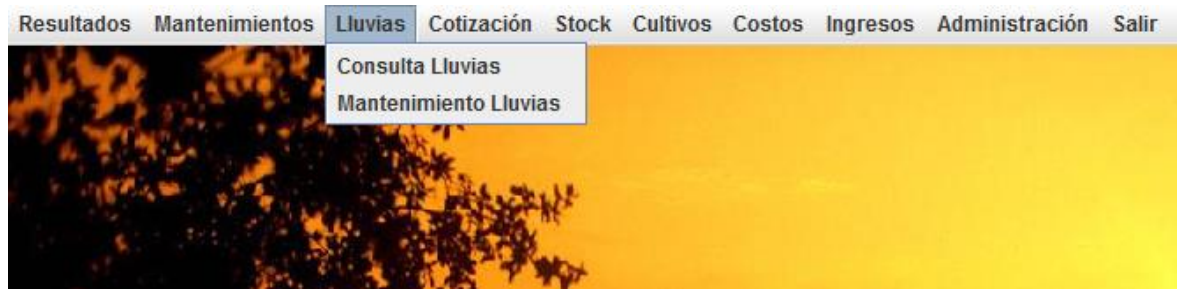 Resultados Mantenimientos Lluvias Cotización Stock Cultivos Costos Ingresos Administración Salir
Consulta Lluvias
Mantenimiento Lluvias